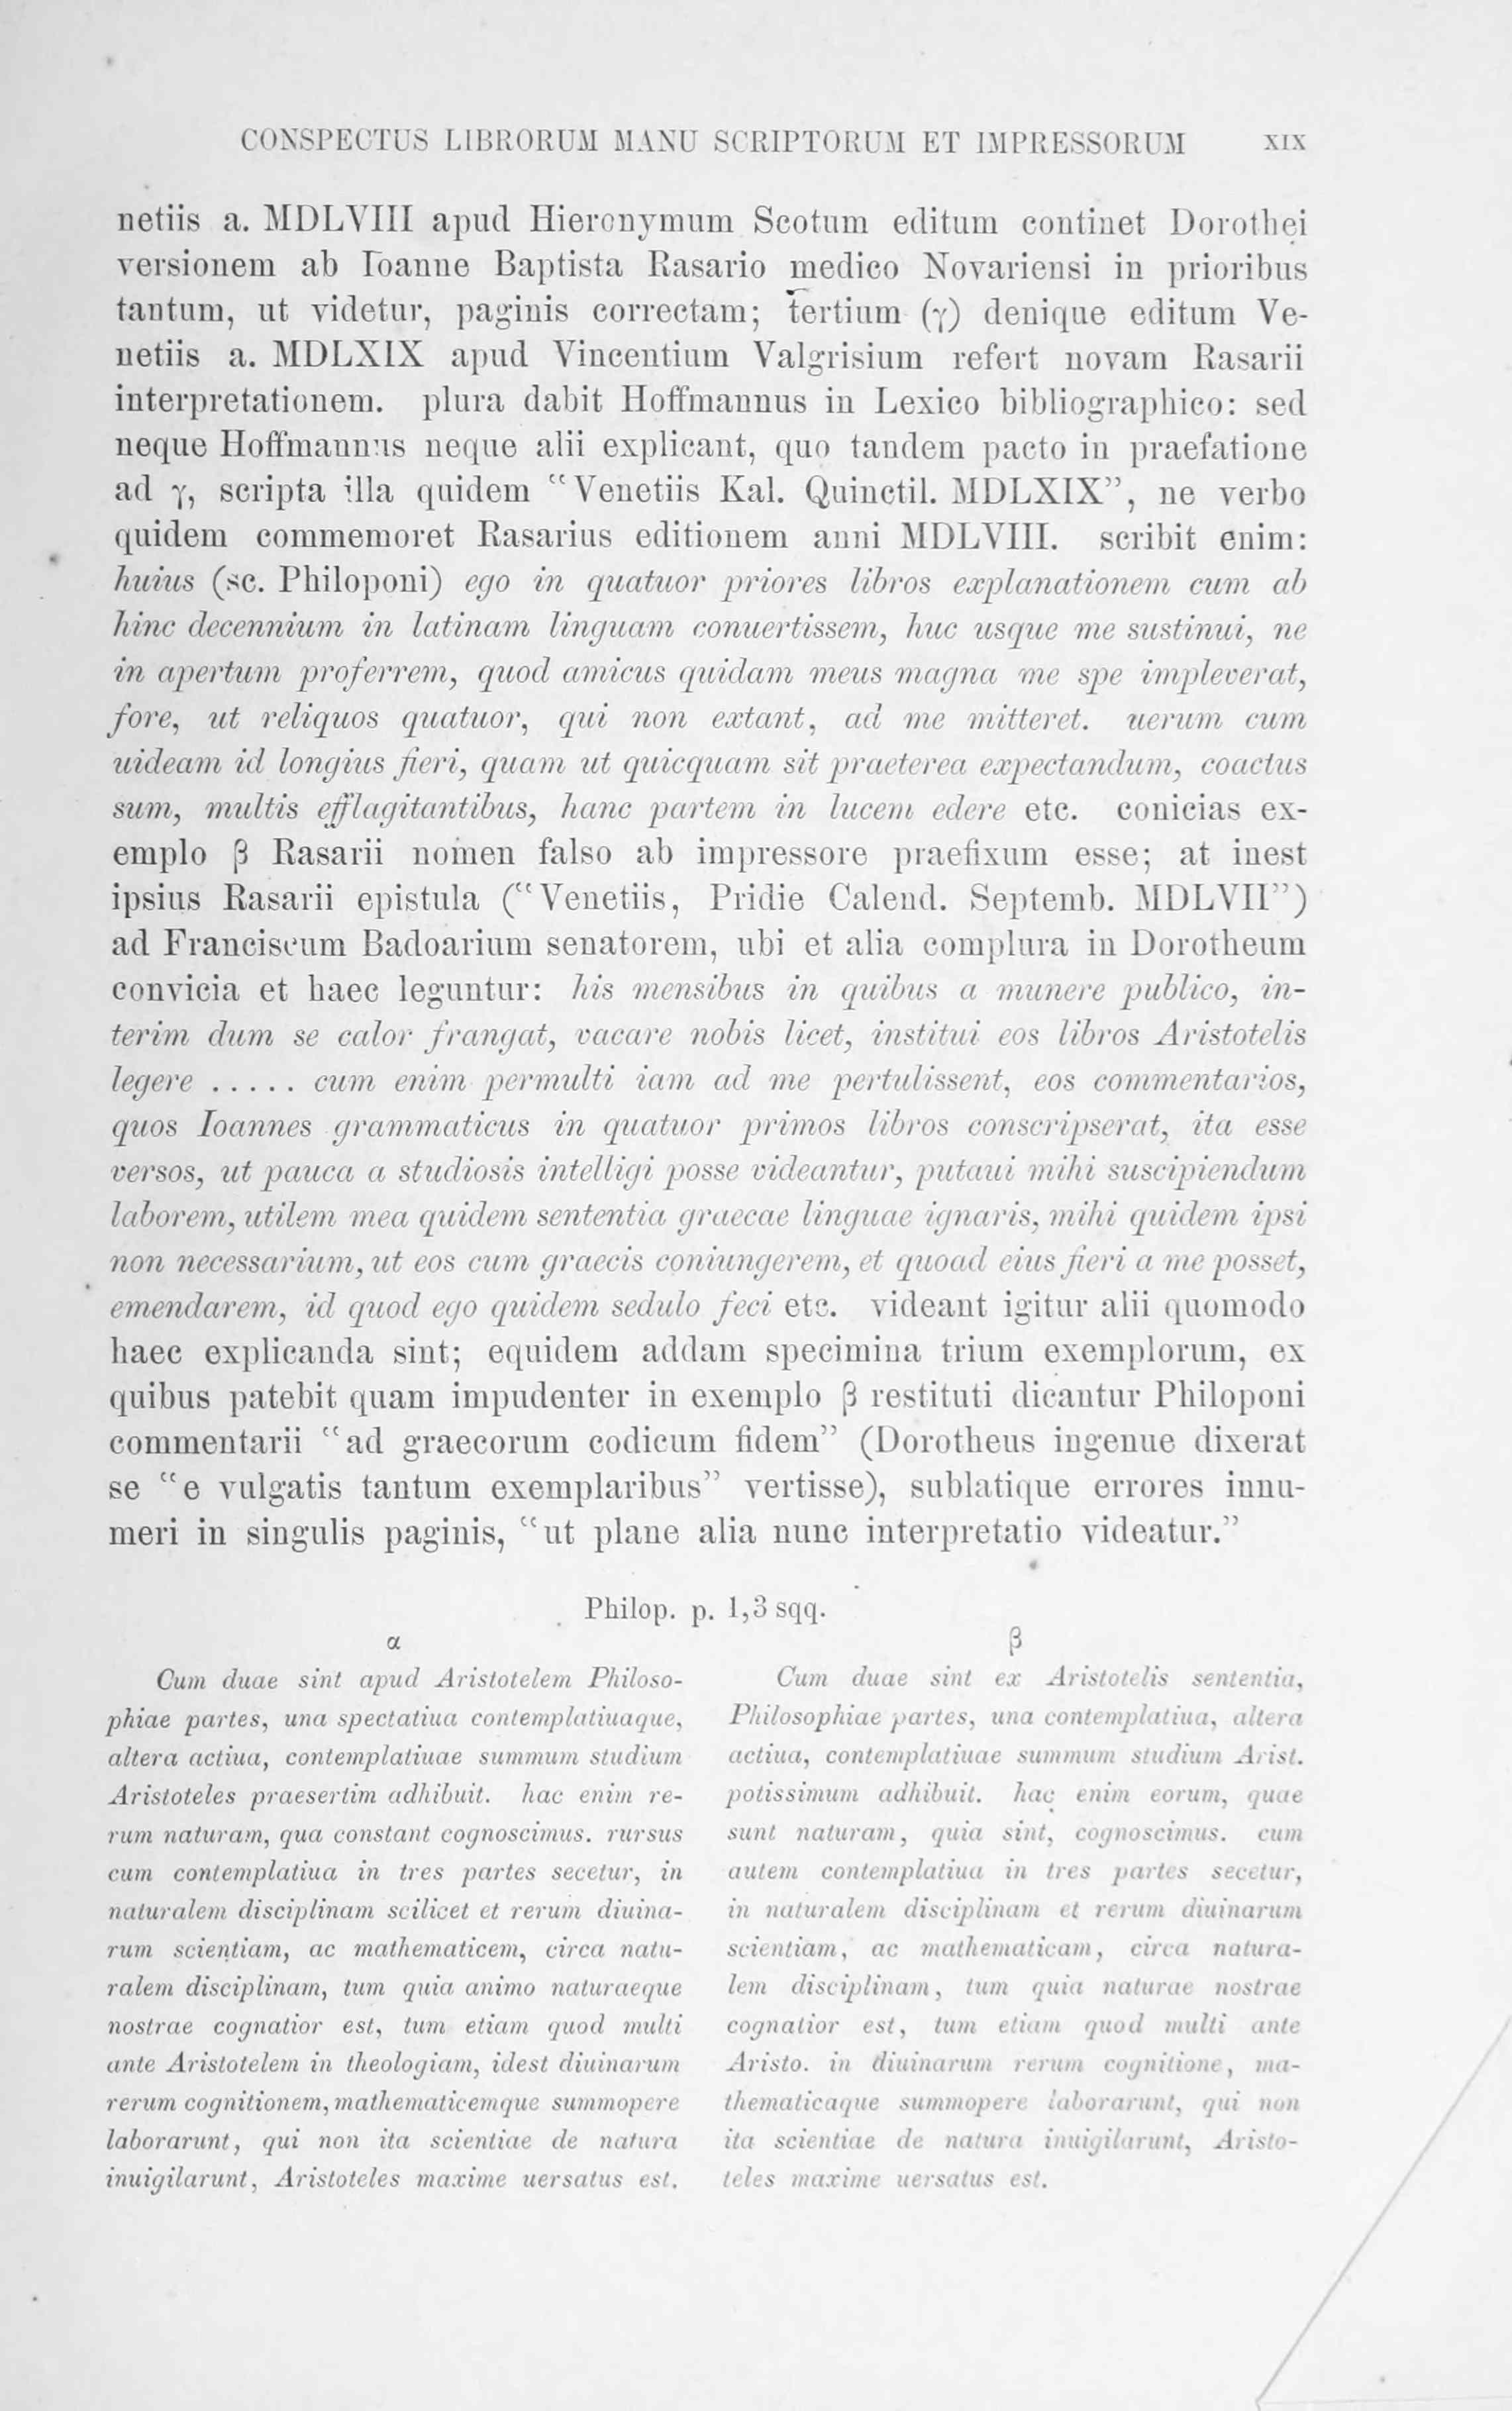 CONSPECTUS LIBRORUM MANU SCRIPTORUM ET IMPRESSORUM XIX
netiis a. MDLVIII apud Hieronymum Scotum editum continet Dorothei
versionem ab Ioanne Baptista Rasario medico Novariensi in prioribus
tantum, ut videtur, paginis correctam; tertium (γ) denique editum Ve-
netiis a. MDLXIX apud Vincentium Valgrisium refert novam Rasarii
interpretationem. plura dabit Hoffmannus in Lexico bibliographico: sed
neque Hoffmannus neque alii explicant, quo tandem pacto in praefatione
ad γ, scripta illa quidem “Venetiis Kal. Quinctil. MDLXIX”, ne verbo
quidem commemoret Rasarius editionem anni MDLVIII. scribit enim:
huius (sc. Philoponi) ego in quatuor priores libros explanationem cum ab
hinc decennium in latinam linguam conuertissem, huc usque me sustinui, ne
in apertum proferrem, quod amicus quidam meus magna me spe impleverat,
fore, ut reliquos quatuor, qui non extant, ad me mitteret. uerum cum
uideam id longius fieri, quam ut quicquam sit praeterea expectandum, coactus
sum, multis efflagitantibus, hanc partem in lucem edere etc. conicias ex-
emplo β Rasarii nomen falso ab impressore praefixum esse; at inest
ipsius Rasarii epistula (“Venetiis, Pridie Calend. Septemb. MDLVII”)
ad Franciscum Badoarium senatorem, ubi et alia complura in Dorotheum
convicia et haec leguntur: his mensibus in quibus a munere publico, in-
terim dum se calor frangat, vacare nobis licet, institui eos libros Aristotelis
legere ..... cum enim permulti iam ad me pertulissent, eos commentarios,
quos Ioannes grammaticus in quatuor primos libros conscripserat, ita esse
versos, ut pauca a studiosis intelligi posse videantur, putaui mihi suscipiendum
laborem, utilem mea quidem sententia graecae linguae ignaris, mihi quidem ipsi
non necessarium, ut eos cum graecis coniungerem, et quoad eius fieri a me posset,
emendarem, id quod ego quidem sedulo feci etc. videant igitur alii quomodo
haec explicanda sint; equidem addam specimina trium exemplorum, ex
quibus patebit quam impudenter in exemplo β restituti dicantur Philoponi
commentarii “ad graecorum codicum fidem” (Dorotheus ingenue dixerat
se “e vulgatis tantum exemplaribus” vertisse), sublatique errores innu-
meri in singulis paginis, “ut plane alia nunc interpretatio videatur.”
Philop. p. 1,3 sqq.
α
Cum duae sint apud Aristotelem Philoso-
phiae partes, una spectatiua contemplatiuaque,
altera actiua, contemplatiuae summum studium
Aristoteles praesertim adhibuit. hac enim re-
rum naturam, qua constant cognoscimus. rursus
cum contemplatiua in tres partes secetur, in
naturalem disciplinam scilicet et rerum diuina-
rum scientiam, ac mathematicem, circa natu-
ralem disciplinam, tum quia animo naturaeque
nostrae cognatior est, tum etiam quod multi
ante Aristotelem in theologiam, idest diuinarum
rerum cognitionem, mathematicemque summopere
laborarunt, qui non ita scientiae de natura
inuigilarunt, Aristoteles maxime uersatus est.
β
Cum duae sint ex Aristotelis sententia,
Philosophiae partes, una contemplatiua, altera
actiua, contemplatiuae summum studium Arist.
potissimum adhibuit. hac enim eorum, quae
sunt naturam, quia sint, cognoscimus. cum
autem contemplatiua in tres partes secetur,
in naturalem disciplinam et rerum diuinarum
scientiam, ac mathematicam, circa natura-
lem disciplinam, tum quia naturae nostrae
cognatior est, tum etiam quod multi ante
Aristo. in diuinarum rerum cognitione, ma-
thematicaque summopere laborarunt, qui non
ita scientiae de natura inuigilarunt, Aristo-
teles maxime uersatus est.